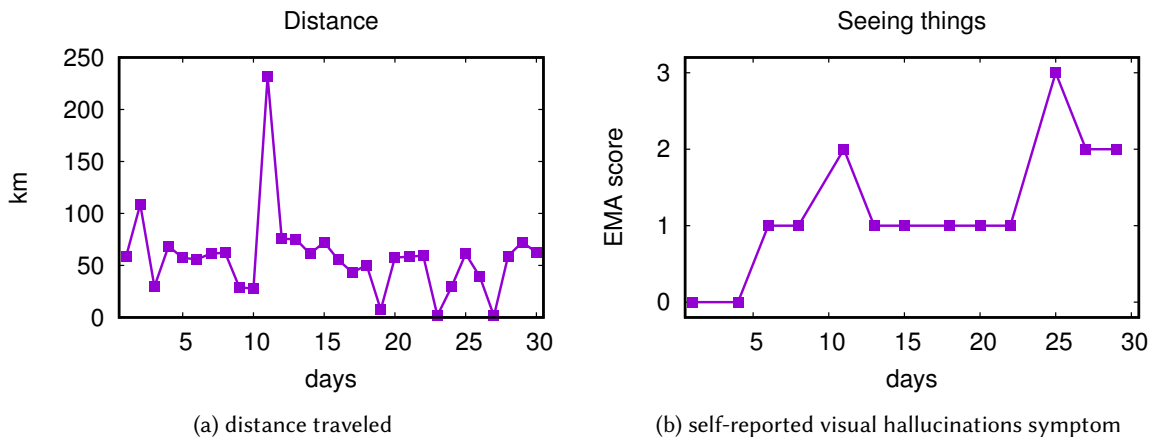 Distance
250
200
150
100
50
0
km
5 10 15 20 25 30
days
(a) distance traveled
Seeing things
3
2
1
0
EMA score
5 10 15 20 25 30
days
(b) self-reported visual hallucinations symptom